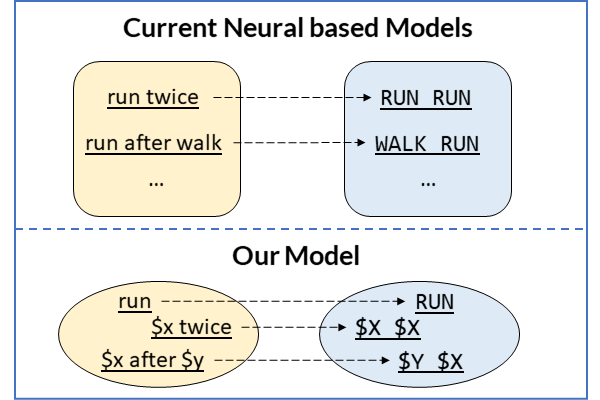 Current Neural based Models
run twice RUN RUN
run after walk WALK RUN
... ...
Our Model
run RUN
$x twice $X $X
$x after $y $Y $X